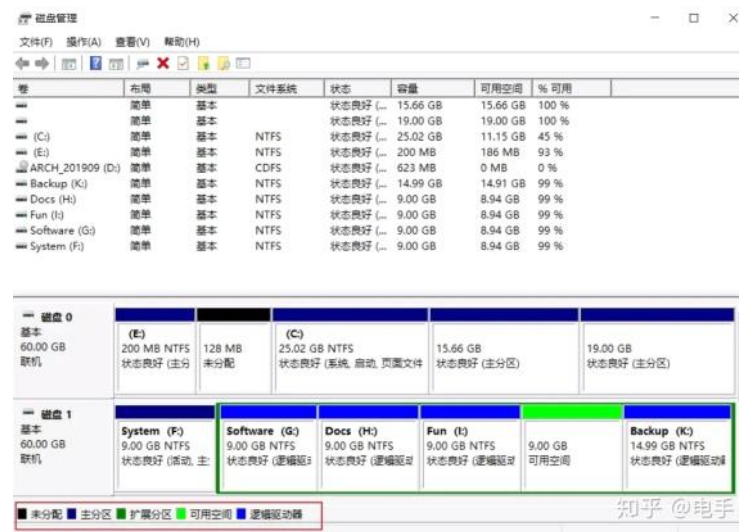 磁盘管理
文件(F) 操作(A) 查看(V) 帮助(H)
卷 布局 类型 文件系统 状态 容量 可用空间 % 可用
简单 基本 状态良好 (... 15.66 GB 15.66 GB 100 %
简单 基本 状态良好 (... 19.00 GB 19.00 GB 100 %
(C:) 简单 基本 NTFS 状态良好 (... 25.02 GB 11.15 GB 45 %
(E:) 简单 基本 NTFS 状态良好 (... 200 MB 186 MB 93 %
ARCH_201909 (D:) 简单 基本 CDFS 状态良好 (... 623 MB 0 MB 0 %
Backup (K:) 简单 基本 NTFS 状态良好 (... 14.99 GB 14.91 GB 99 %
Docs (H:) 简单 基本 NTFS 状态良好 (... 9.00 GB 8.94 GB 99 %
Fun (I:) 简单 基本 NTFS 状态良好 (... 9.00 GB 8.94 GB 99 %
Software (G:) 简单 基本 NTFS 状态良好 (... 9.00 GB 8.94 GB 99 %
System (F:) 简单 基本 NTFS 状态良好 (... 9.00 GB 8.94 GB 99 %
磁盘 0
基本
60.00 GB
联机
(E:)
200 MB NTFS
状态良好 (主分
128 MB
未分配
(C:)
25.02 GB NTFS
状态良好 (系统, 启动, 页面文件
15.66 GB
状态良好 (主分区)
19.00 GB
状态良好 (主分区)
磁盘 1
基本
60.00 GB
联机
System (F:)
9.00 GB NTFS
状态良好 (活动, 主
Software (G:)
9.00 GB NTFS
状态良好 (逻辑驱
Docs (H:)
9.00 GB NTFS
状态良好 (逻辑驱
Fun (I:)
9.00 GB NTFS
状态良好 (逻辑驱
9.00 GB
可用空间
Backup (K:)
14.99 GB NTFS
状态良好 (逻辑驱动
未分配 主分区 扩展分区 可用空间 逻辑驱动器
知乎 @电手